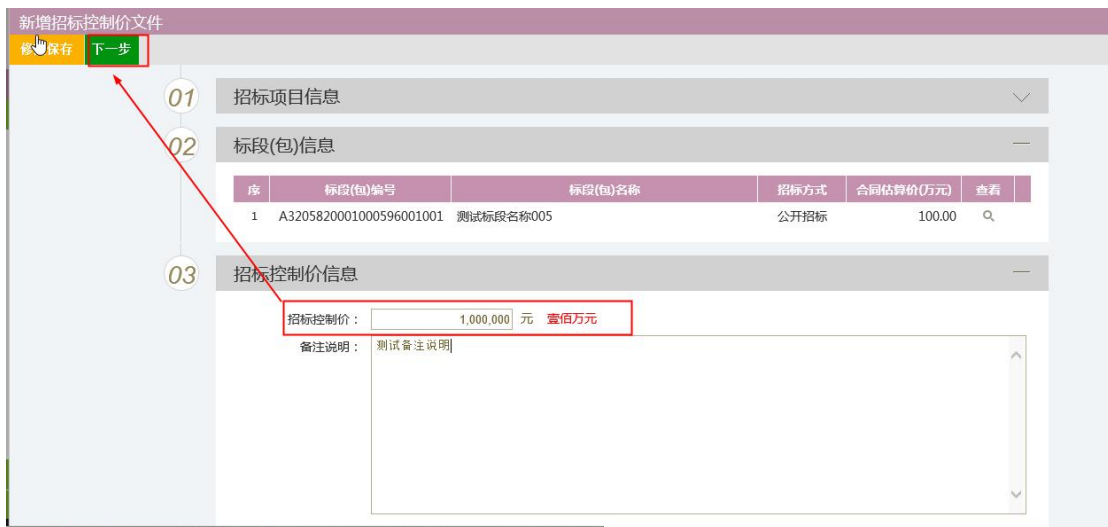 新增招标控制价文件
修 保存 下一步
01 招标项目信息
02 标段(包)信息
序 标段(包)编号 标段(包)名称 招标方式 合同估算价(万元) 查看
1 A3205820001000596001001 测试标段名称005 公开招标 100.00
03 招标控制价信息
招标控制价： 1,000,000 元 壹佰万元
备注说明： 测试备注说明